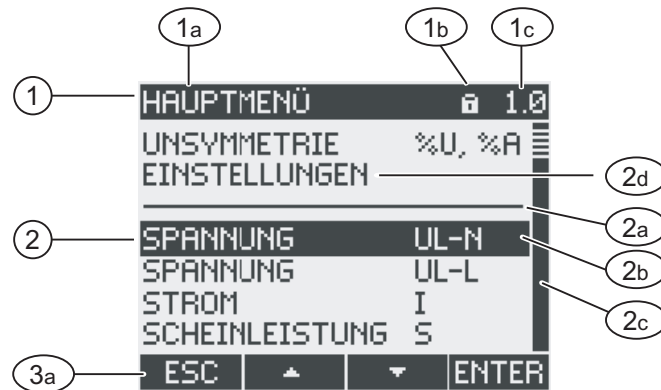 1a 1b 1c
1 HAUPTMENÜ 1.0
UNSYMMETRIE %U, %A
EINSTELLUNGEN 2d
2a
2 SPANNUNG UL-N
2b
SPANNUNG UL-L
STROM I 2c
SCHEINLEISTUNG S
3a ESC ENTER